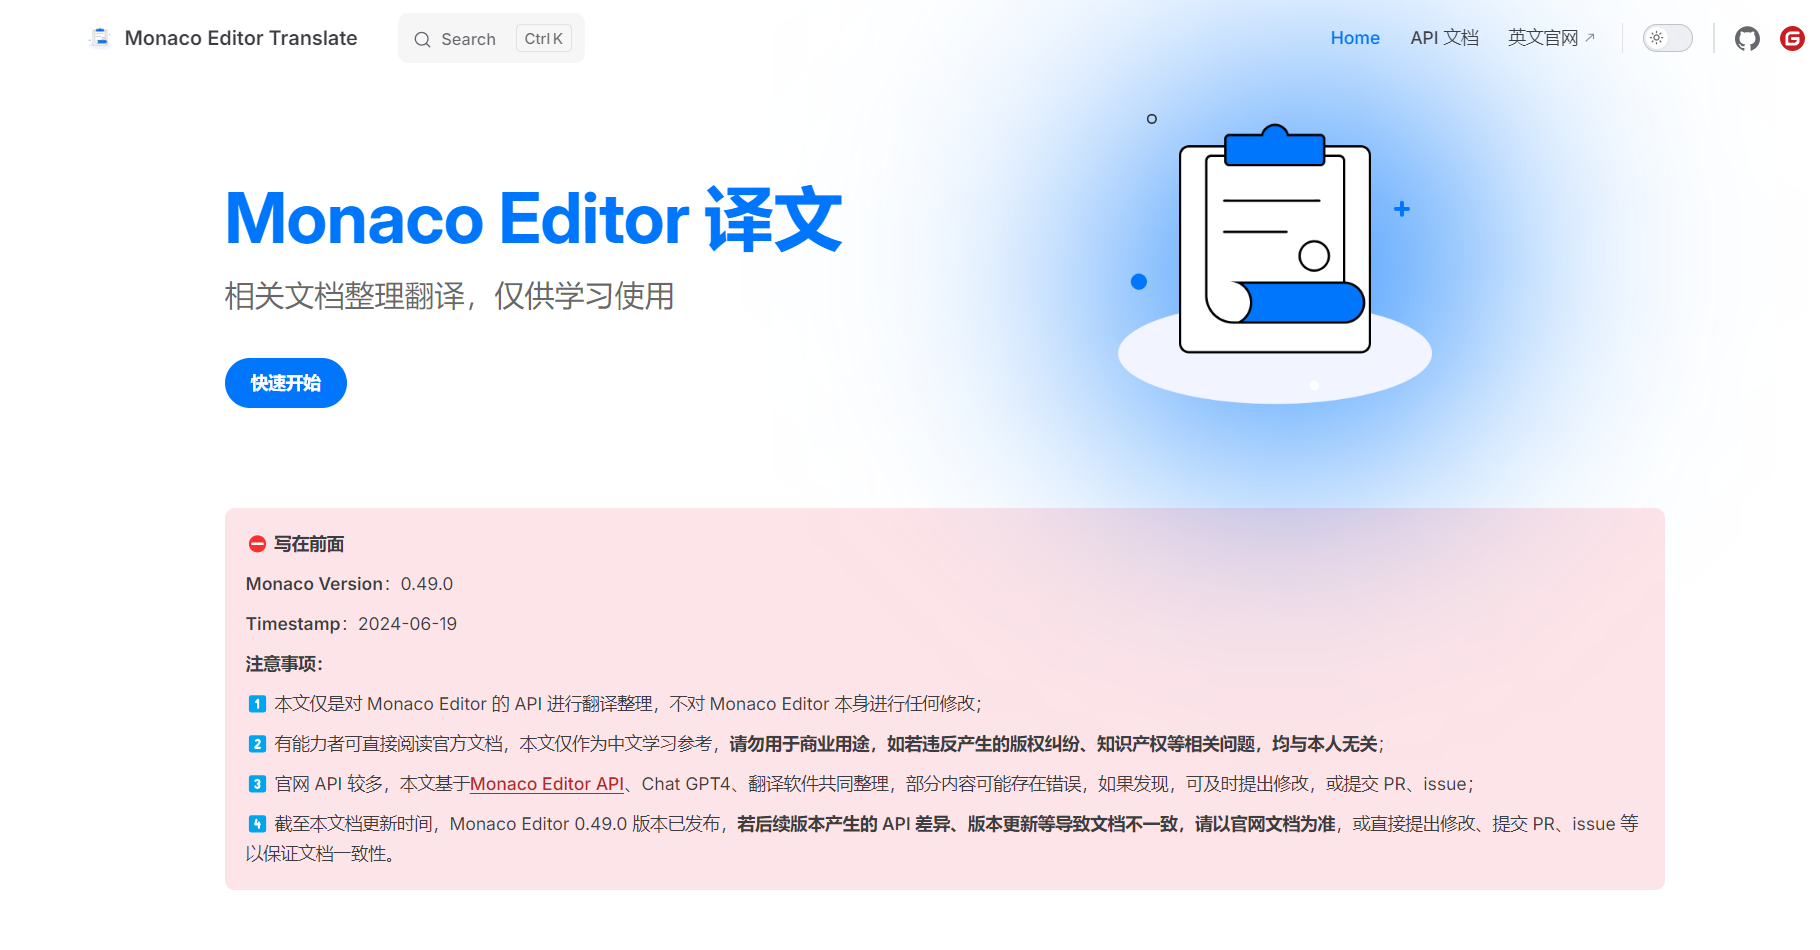 Monaco Editor Translate
Search
Ctrl K
Home
API 文档
英文官网
Monaco Editor 译文
相关文档整理翻译，仅供学习使用
快速开始
⛔ 写在前面
Monaco Version：0.49.0
Timestamp：2024-06-19
注意事项：
1️⃣ 本文仅是对 Monaco Editor 的 API 进行翻译整理，不对 Monaco Editor 本身进行任何修改；
2️⃣ 有能力者可直接阅读官方文档，本文仅作为中文学习参考，请勿用于商业用途，如若违反产生的版权纠纷、知识产权等相关问题，均与本人无关；
3️⃣ 官网 API 较多，本文基于Monaco Editor API、Chat GPT4、翻译软件共同整理，部分内容可能存在错误，如果发现，可及时提出修改，或提交 PR、issue；
4️⃣ 截至本文档更新时间，Monaco Editor 0.49.0 版本已发布，若后续版本产生的 API 差异、版本更新等导致文档不一致，请以官网文档为准，或直接提出修改、提交 PR、issue 等
以保证文档一致性。